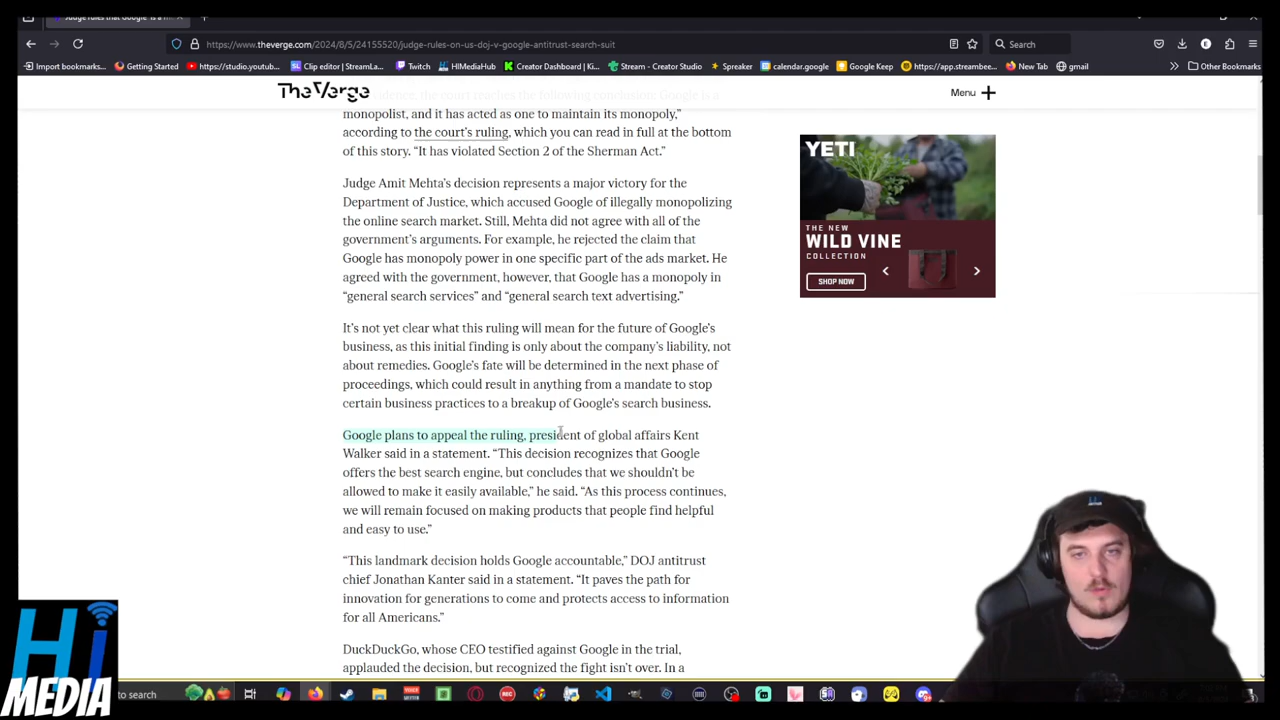 Judge rules that Google 'is a m
https://www.theverge.com/2024/8/5/24155520/judge-rules-on-us-doj-v-google-antitrust-search-suit
Search
Import bookmarks...
Getting Started
https://studio.youtub...
Clip editor | StreamLa...
Twitch
HIMediaHub
Creator Dashboard | Ki...
Stream - Creator Studio
Spreaker
calendar.google
Google Keep
https://app.streambee...
New Tab
gmail
Other Bookmarks
TheVerge
Menu
the court reaches the following conclusion: Google is a
monopolist, and it has acted as one to maintain its monopoly,”
according to the court’s ruling, which you can read in full at the bottom
of this story. “It has violated Section 2 of the Sherman Act.”
Judge Amit Mehta’s decision represents a major victory for the
Department of Justice, which accused Google of illegally monopolizing
the online search market. Still, Mehta did not agree with all of the
government’s arguments. For example, he rejected the claim that
Google has monopoly power in one specific part of the ads market. He
agreed with the government, however, that Google has a monopoly in
“general search services” and “general search text advertising.”
It’s not yet clear what this ruling will mean for the future of Google’s
business, as this initial finding is only about the company’s liability, not
about remedies. Google’s fate will be determined in the next phase of
proceedings, which could result in anything from a mandate to stop
certain business practices to a breakup of Google’s search business.
Google plans to appeal the ruling, president of global affairs Kent
Walker said in a statement. “This decision recognizes that Google
offers the best search engine, but concludes that we shouldn’t be
allowed to make it easily available,” he said. “As this process continues,
we will remain focused on making products that people find helpful
and easy to use.”
“This landmark decision holds Google accountable,” DOJ antitrust
chief Jonathan Kanter said in a statement. “It paves the path for
innovation for generations to come and protects access to information
for all Americans.”
DuckDuckGo, whose CEO testified against Google in the trial,
applauded the decision, but recognized the fight isn’t over. In a
YETI
THE NEW
WILD VINE
COLLECTION
SHOP NOW
Hi
MEDIA
to search